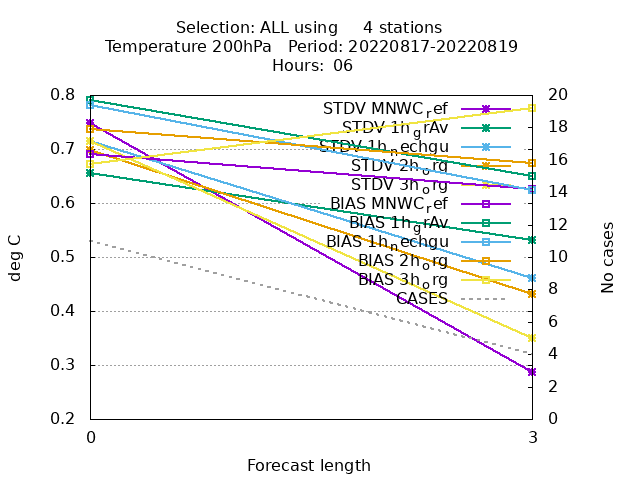 Selection: ALL using 4 stations
Temperature 200hPa Period: 20220817-20220819
Hours: 06
0.8
0.7
0.6
0.5
0.4
0.3
0.2
deg C
20
18
16
14
12
10
8
6
4
2
0
No cases
STDV MNWC_ref
STDV 1h_grAv
STDV 1h_nechgu
STDV 2h_org
STDV 3h_org
BIAS MNWC_ref
BIAS 1h_grAv
BIAS 1h_nechgu
BIAS 2h_org
BIAS 3h_org
CASES
0 3
Forecast length